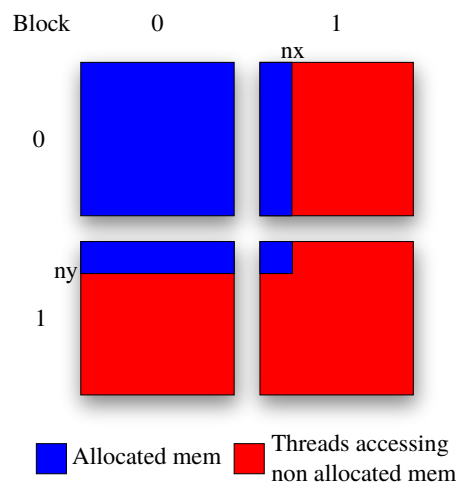 Block 0 1
nx
0
ny
1
Allocated mem
Threads accessing
non allocated mem